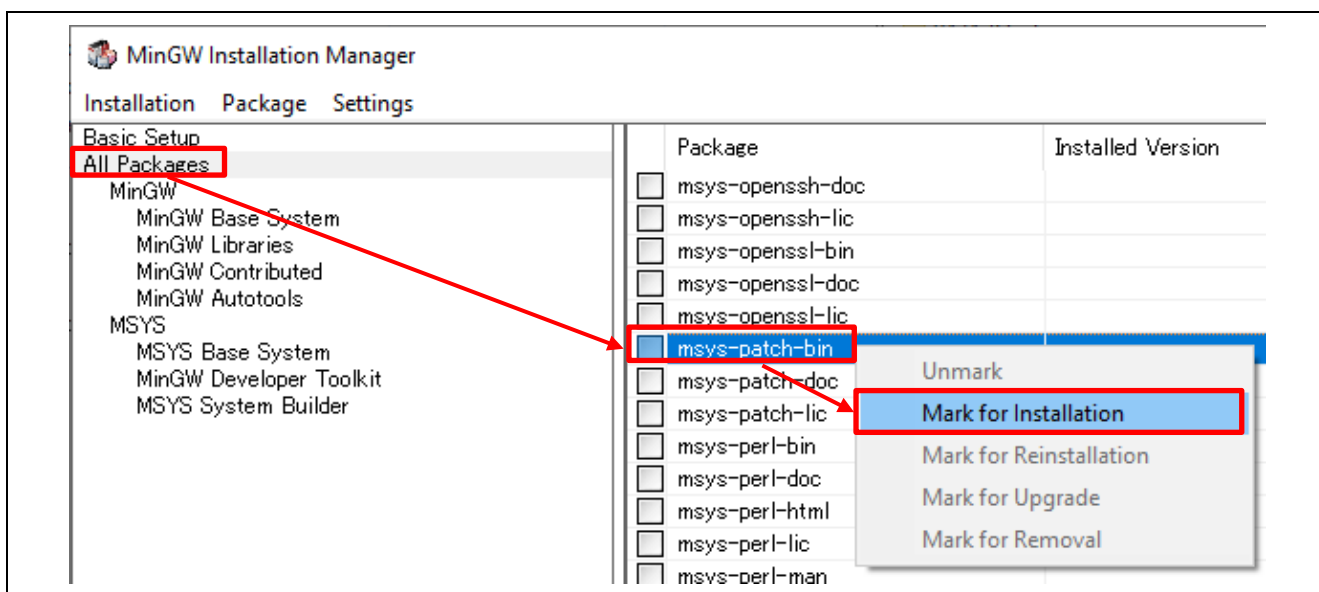 MinGW Installation Manager
Installation Package Settings
Basic Setup
All Packages
MinGW
MinGW Base System
MinGW Libraries
MinGW Contributed
MinGW Autotools
MSYS
MSYS Base System
MinGW Developer Toolkit
MSYS System Builder
Package Installed Version
msys-openssh-doc
msys-openssh-lic
msys-openssl-bin
msys-openssl-doc
msys-openssl-lic
msys-patch-bin
msys-patch-doc
msys-patch-lic
msys-perl-bin
msys-perl-doc
msys-perl-html
msys-perl-lic
msys-perl-man
Unmark
Mark for Installation
Mark for Reinstallation
Mark for Upgrade
Mark for Removal